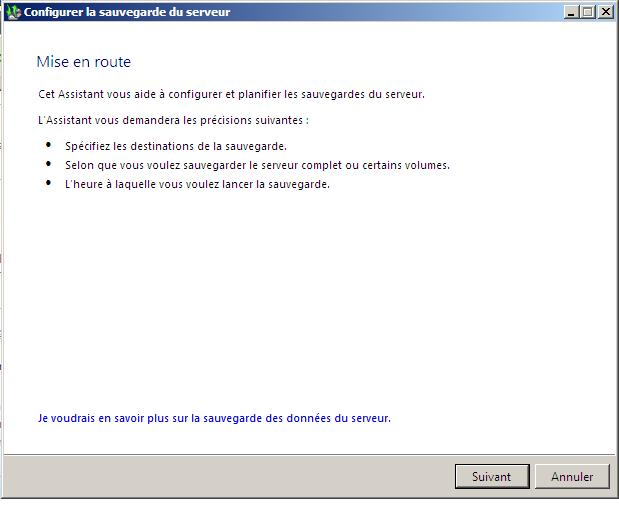 Configurer la sauvegarde du serveur
Mise en route
Cet Assistant vous aide à configurer et planifier les sauvegardes du serveur.
L'Assistant vous demandera les précisions suivantes :
• Spécifiez les destinations de la sauvegarde.
• Selon que vous voulez sauvegarder le serveur complet ou certains volumes.
• L'heure à laquelle vous voulez lancer la sauvegarde.
Je voudrais en savoir plus sur la sauvegarde des données du serveur.
Suivant
Annuler